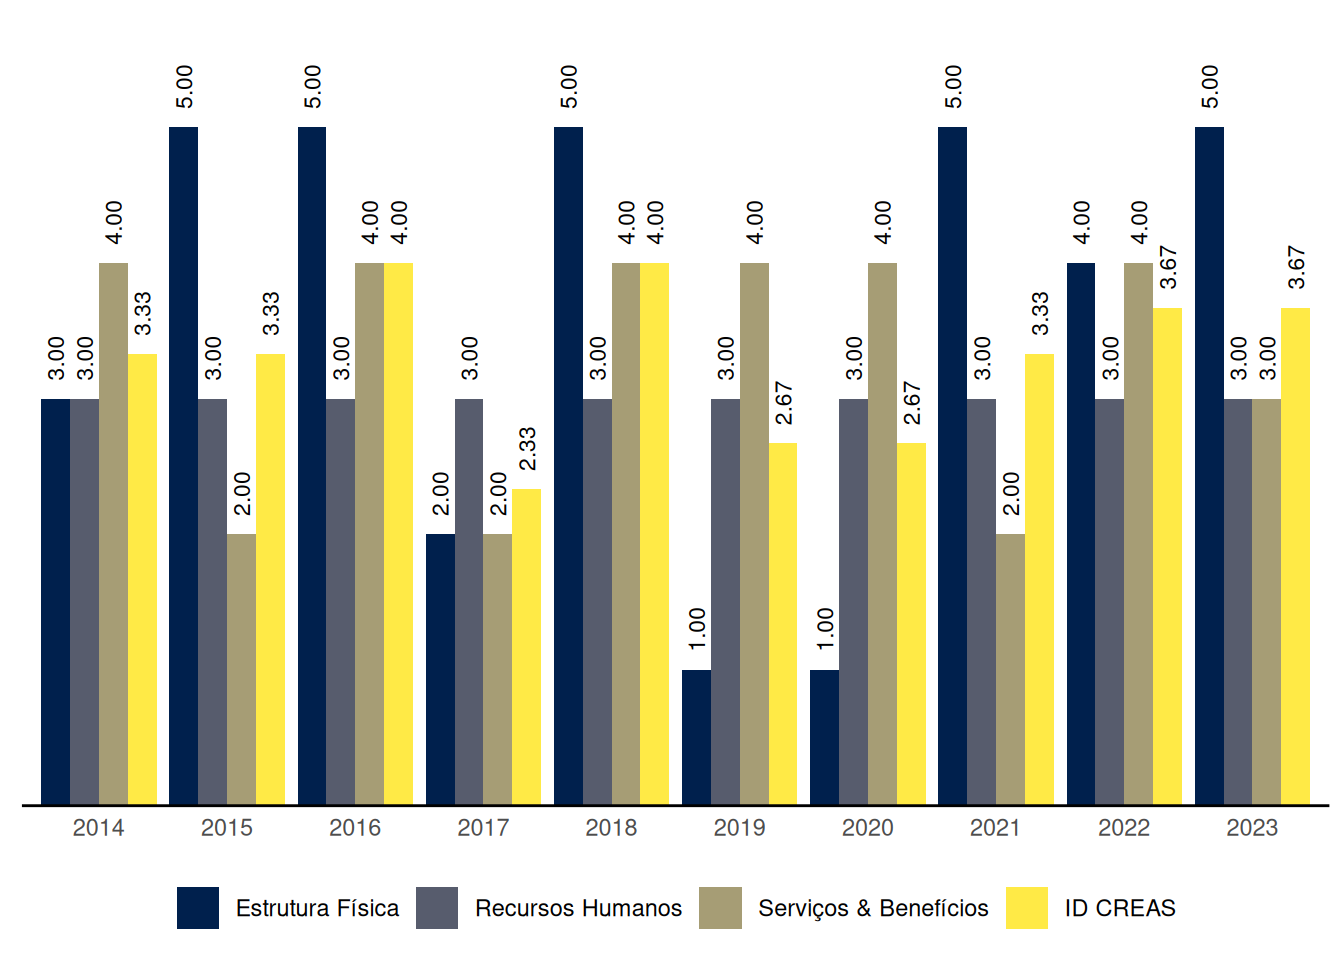 5.00 5.00 5.00 5.00 5.00
4.00 4.00 4.00 4.00 4.00 4.00 4.00 4.00 4.00
3.67 3.67
3.33 3.33 3.33
3.00 3.00 3.00 3.00 3.00 3.00 3.00 3.00 3.00 3.00 3.00 3.00
2.67 2.67
2.33
2.00 2.00 2.00 2.00
1.00 1.00
2014 2015 2016 2017 2018 2019 2020 2021 2022 2023
Estrutura Física Recursos Humanos Serviços & Benefícios ID CREAS